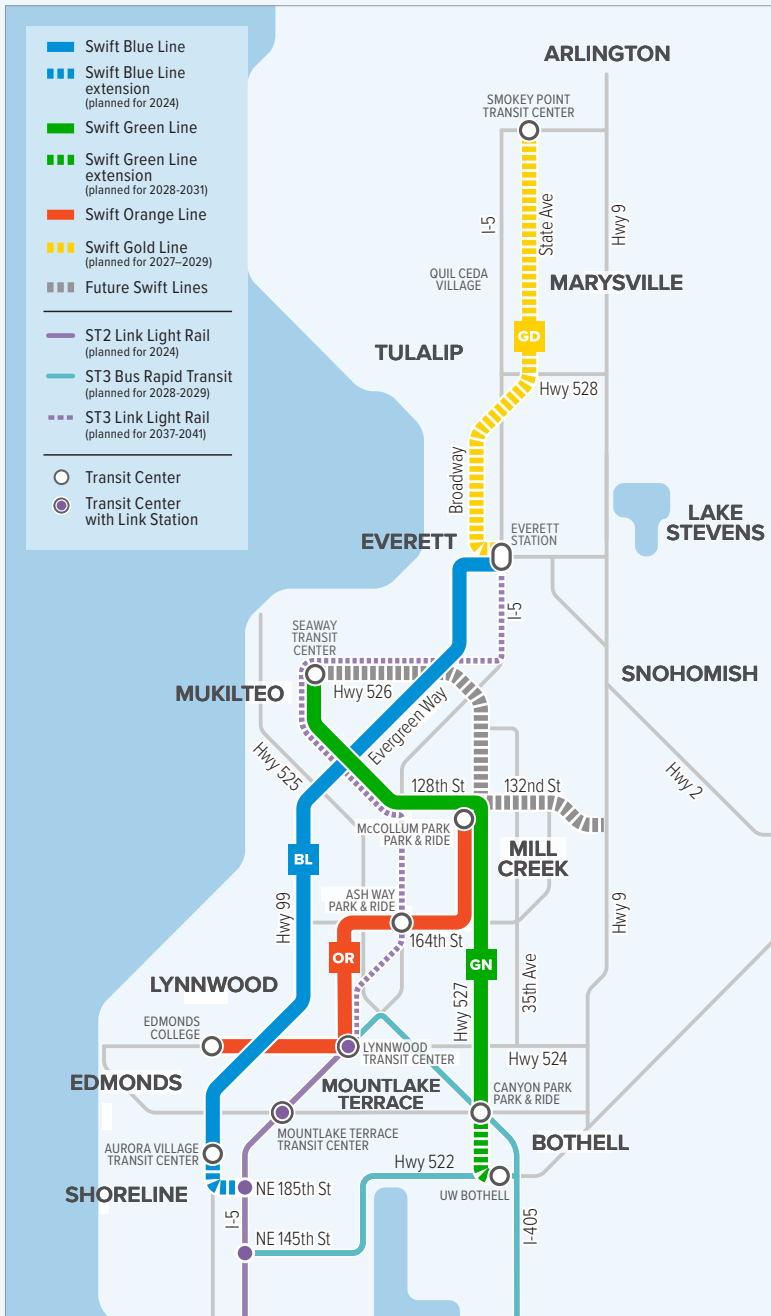 Swift Blue Line
Swift Blue Line
extension
(planned for 2024)
Swift Green Line
Swift Green Line
extension
(planned for 2028-2031)
Swift Orange Line
Swift Gold Line
(planned for 2027–2029)
Future Swift Lines
ST2 Link Light Rail
(planned for 2024)
ST3 Bus Rapid Transit
(planned for 2028-2029)
ST3 Link Light Rail
(planned for 2037-2041)
Transit Center
Transit Center
with Link Station
ARLINGTON
SMOKEY POINT
TRANSIT CENTER
I-5
State Ave
Hwy 9
QUIL CEDA
VILLAGE
MARYSVILLE
GD
TULALIP
Hwy 528
Broadway
LAKE
STEVENS
EVERETT
EVERETT
STATION
I-5
SEAWAY
TRANSIT
CENTER
SNOHOMISH
MUKILTEO
Hwy 526
Evergreen Way
Hwy 525
Hwy 2
128th St
132nd St
McCOLLUM PARK
PARK & RIDE
MILL
CREEK
BL
ASH WAY
PARK & RIDE
Hwy 99
164th St
Hwy 9
OR
GN
35th Ave
LYNNWOOD
Hwy 527
EDMONDS
COLLEGE
LYNNWOOD
TRANSIT CENTER
Hwy 524
EDMONDS
MOUNTLAKE
TERRACE
CANYON PARK
PARK & RIDE
MOUNTLAKE TERRACE
TRANSIT CENTER
BOTHELL
AURORA VILLAGE
TRANSIT CENTER
Hwy 522
SHORELINE
NE 185th St
UW BOTHELL
I-5
NE 145th St
I-405